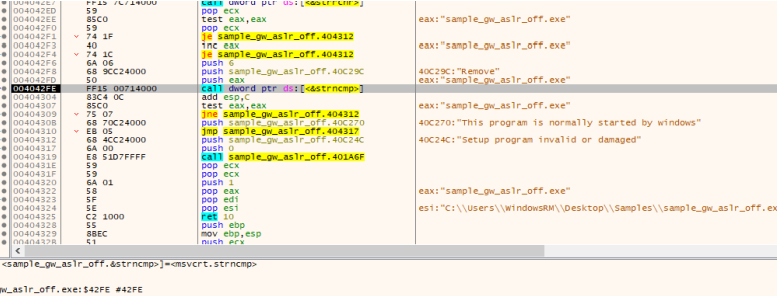 004042E7 FF15 7C714000 call dword ptr ds:[<&strrchr>]
004042ED 59 pop ecx
004042EE 85C0 test eax,eax eax:"sample_gw_aslr_off.exe"
004042F0 59 pop ecx
004042F1 74 1F je sample_gw_aslr_off.404312
004042F3 40 inc eax eax:"sample_gw_aslr_off.exe"
004042F4 74 1C je sample_gw_aslr_off.404312
004042F6 6A 06 push 6
004042F8 68 9CC24000 push sample_gw_aslr_off.40C29C 40C29C:"Remove"
004042FD 50 push eax eax:"sample_gw_aslr_off.exe"
004042FE FF15 00714000 call dword ptr ds:[<&strncmp>]
00404304 83C4 0C add esp,C
00404307 85C0 test eax,eax eax:"sample_gw_aslr_off.exe"
00404309 75 07 jne sample_gw_aslr_off.404312
0040430B 68 70C24000 push sample_gw_aslr_off.40C270 40C270:"This program is normally started by windows"
00404310 EB 05 jmp sample_gw_aslr_off.404317
00404312 68 4CC24000 push sample_gw_aslr_off.40C24C 40C24C:"Setup program invalid or damaged"
00404317 6A 00 push 0
00404319 E8 51D7FFFF call sample_gw_aslr_off.401A6F
0040431E 59 pop ecx
0040431F 59 pop ecx
00404320 6A 01 push 1
00404322 58 pop eax eax:"sample_gw_aslr_off.exe"
00404323 5F pop edi
00404324 5E pop esi esi:"C:\\Users\\WindowsRM\\Desktop\\Samples\\sample_gw_aslr_off.ex
00404325 C2 1000 ret 10
00404328 55 push ebp
00404329 8BEC mov ebp,esp
0040432B 51 push ecx
<sample_gw_aslr_off.&strncmp>]=<msvcrt.strncmp>
gw_aslr_off.exe:$42FE #42FE